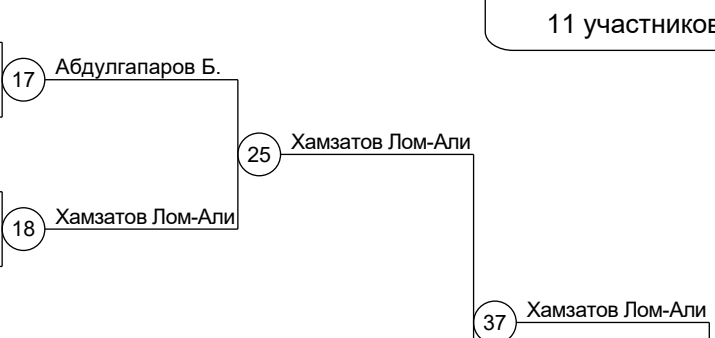 11 участников
17 Абдулгапаров Б.
25 Хамзатов Лом-Али
18 Хамзатов Лом-Али
37 Хамзатов Лом-Али